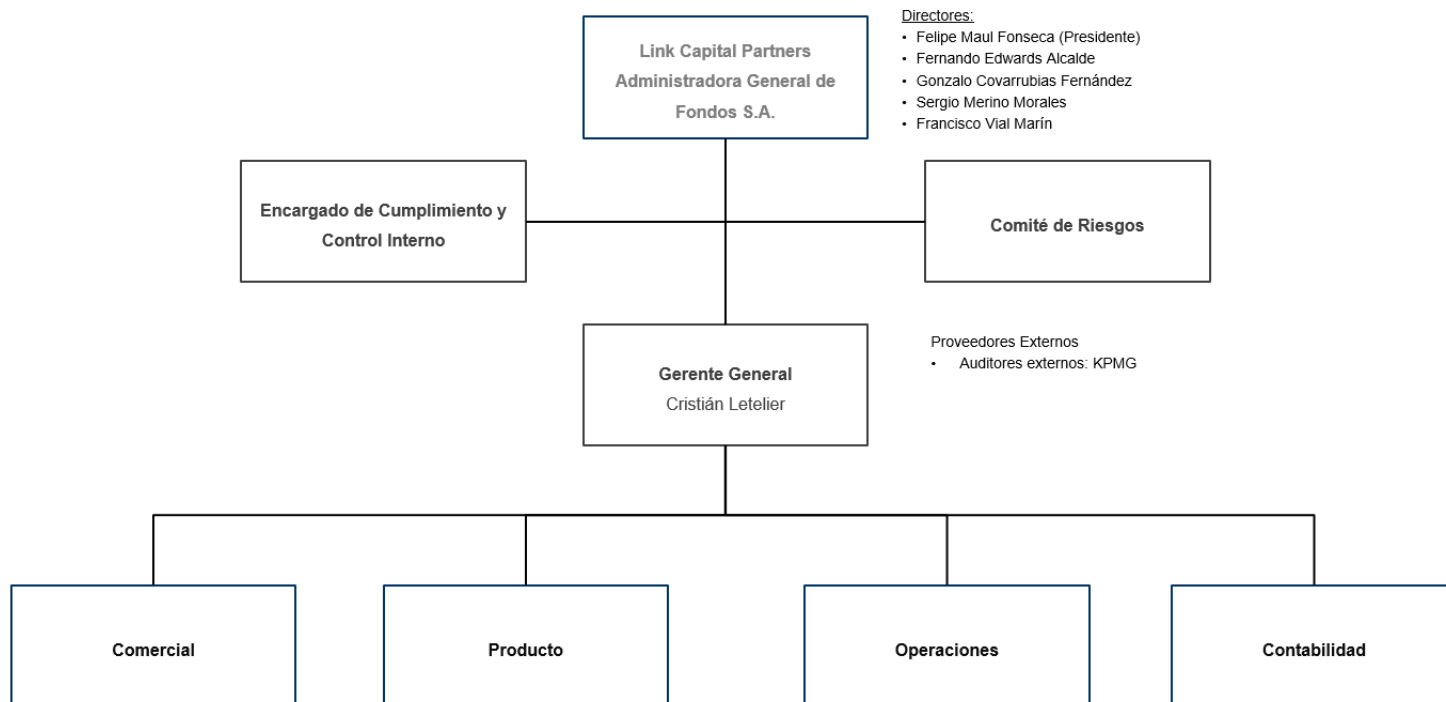 Directores:
• Felipe Maul Fonseca (Presidente)
• Fernando Edwards Alcalde
• Gonzalo Covarrubias Fernández
• Sergio Merino Morales
• Francisco Vial Marín
Link Capital Partners
Administradora General de
Fondos S.A.
Encargado de Cumplimiento y
Control Interno
Comité de Riesgos
Gerente General
Cristián Letelier
Proveedores Externos
• Auditores externos: KPMG
Comercial
Producto
Operaciones
Contabilidad